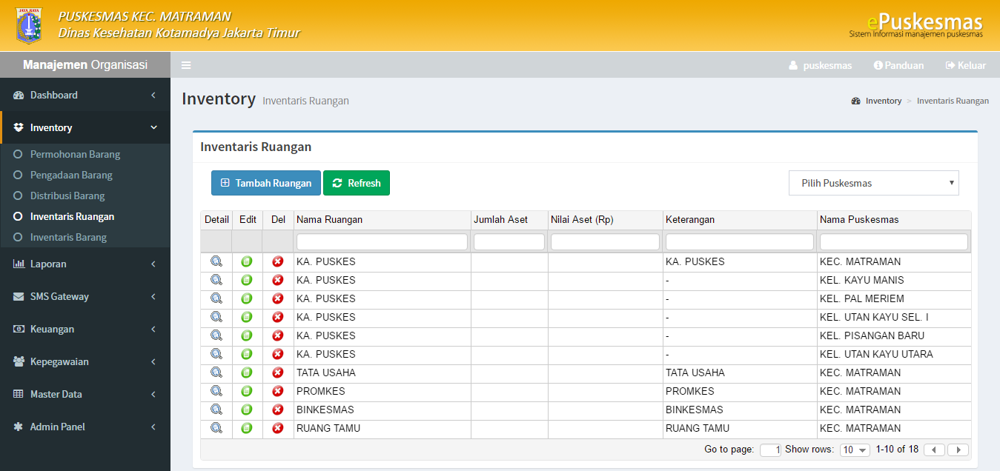 JAYA RAYA
PUSKESMAS KEC. MATRAMAN
Dinas Kesehatan Kotamadya Jakarta Timur
ePuskesmas
Sistem Informasi manajemen puskesmas
Manajemen Organisasi
puskesmas Panduan Keluar
Dashboard
Inventory
Permohonan Barang
Pengadaan Barang
Distribusi Barang
Inventaris Ruangan
Inventaris Barang
Laporan
SMS Gateway
Keuangan
Kepegawaian
Master Data
Admin Panel
Inventory Inventaris Ruangan
Inventory > Inventaris Ruangan
Inventaris Ruangan
Tambah Ruangan Refresh Pilih Puskesmas
Detail Edit Del Nama Ruangan Jumlah Aset Nilai Aset (Rp) Keterangan Nama Puskesmas
KA. PUSKES KA. PUSKES KEC. MATRAMAN
KA. PUSKES - KEL. KAYU MANIS
KA. PUSKES - KEL. PAL MERIEM
KA. PUSKES - KEL. UTAN KAYU SEL. I
KA. PUSKES - KEL. PISANGAN BARU
KA. PUSKES - KEL. UTAN KAYU UTARA
TATA USAHA TATA USAHA KEC. MATRAMAN
PROMKES PROMKES KEC. MATRAMAN
BINKESMAS BINKESMAS KEC. MATRAMAN
RUANG TAMU RUANG TAMU KEC. MATRAMAN
Go to page: 1 Show rows: 10 1-10 of 18